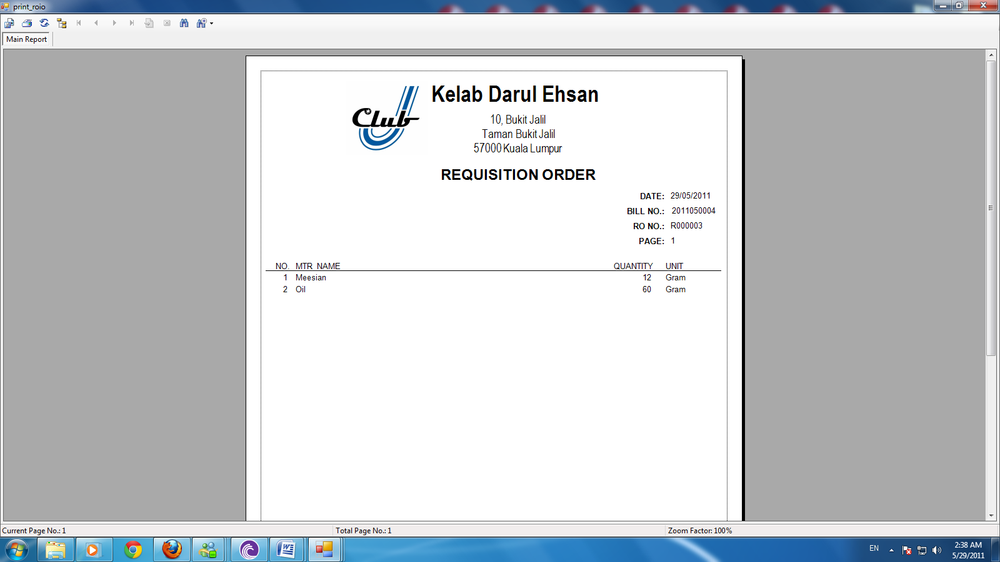 print_roio
Main Report
Club
Kelab Darul Ehsan
10, Bukit Jalil
Taman Bukit Jalil
57000 Kuala Lumpur
REQUISITION ORDER
DATE: 29/05/2011
BILL NO.: 2011050004
RO NO.: R000003
PAGE: 1
NO. MTR NAME QUANTITY UNIT
1 Meesian 12 Gram
2 Oil 60 Gram
Current Page No.: 1 Total Page No.: 1 Zoom Factor: 100%
EN 2:38 AM
5/29/2011